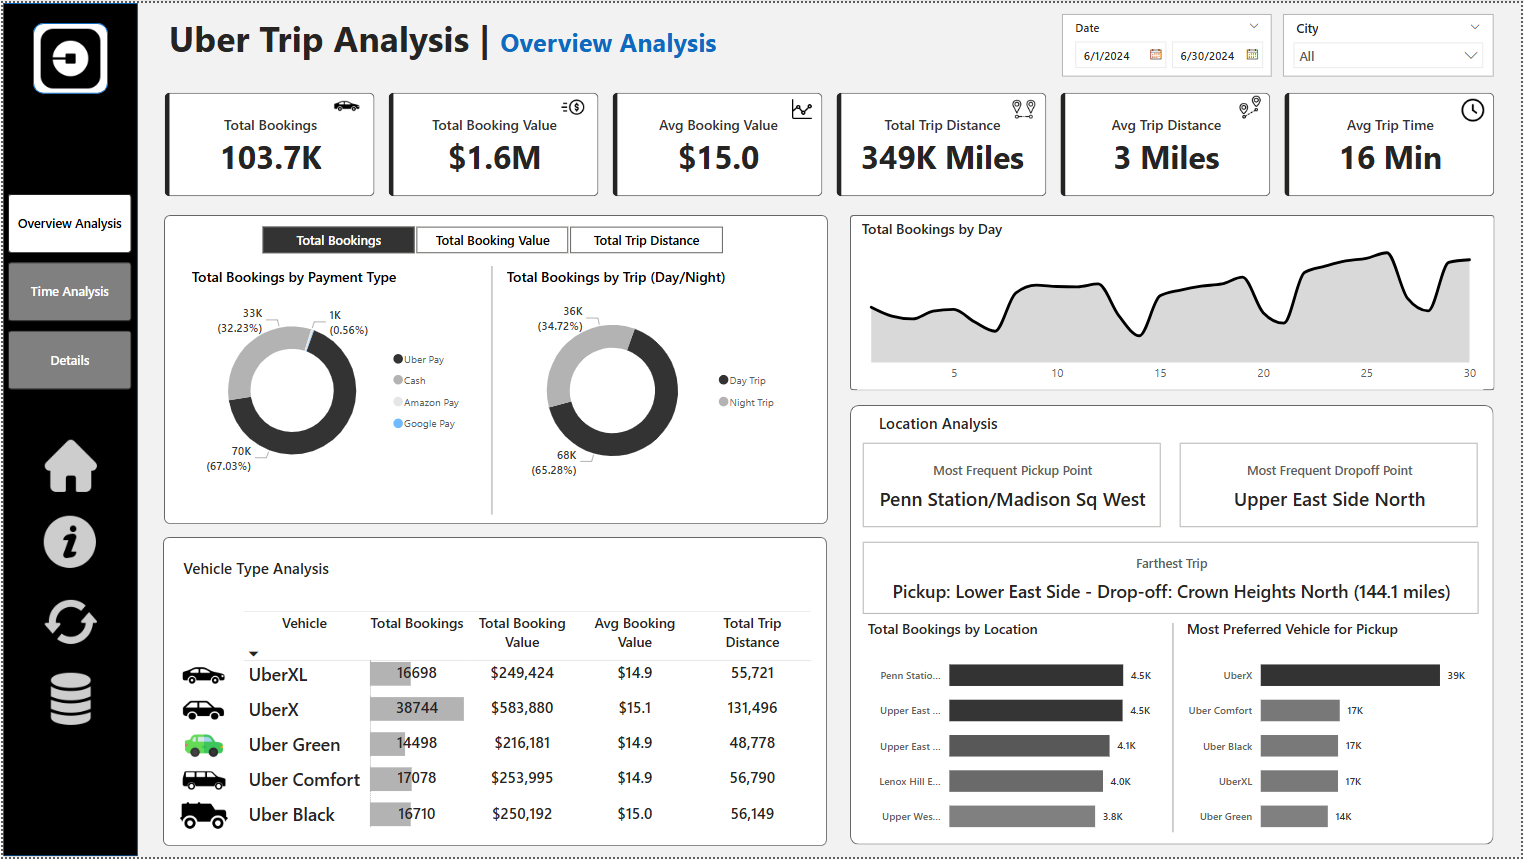 Uber Trip Analysis | Overview Analysis
Date
6/1/2024
6/30/2024
City
All
Total Bookings
103.7K
Total Booking Value
$1.6M
Avg Booking Value
$15.0
Total Trip Distance
349K Miles
Avg Trip Distance
3 Miles
Avg Trip Time
16 Min
Overview Analysis
Time Analysis
Details
Total Bookings
Total Booking Value
Total Trip Distance
Total Bookings by Payment Type
33K
(32.23%)
1K
(0.56%)
70K
(67.03%)
Uber Pay
Cash
Amazon Pay
Google Pay
Total Bookings by Trip (Day/Night)
36K
(34.72%)
68K
(65.28%)
Day Trip
Night Trip
Total Bookings by Day
5 10 15 20 25 30
Vehicle Type Analysis
Vehicle Total Bookings Total Booking Value Avg Booking Value Total Trip Distance
UberXL 16698 $249,424 $14.9 55,721
UberX 38744 $583,880 $15.1 131,496
Uber Green 14498 $216,181 $14.9 48,778
Uber Comfort 17078 $253,995 $14.9 56,790
Uber Black 16710 $250,192 $15.0 56,149
Location Analysis
Most Frequent Pickup Point
Penn Station/Madison Sq West
Most Frequent Dropoff Point
Upper East Side North
Farthest Trip
Pickup: Lower East Side - Drop-off: Crown Heights North (144.1 miles)
Total Bookings by Location
Penn Statio... 4.5K
Upper East ... 4.5K
Upper East ... 4.1K
Lenox Hill E... 4.0K
Upper Wes... 3.8K
Most Preferred Vehicle for Pickup
UberX 39K
Uber Comfort 17K
Uber Black 17K
UberXL 17K
Uber Green 14K